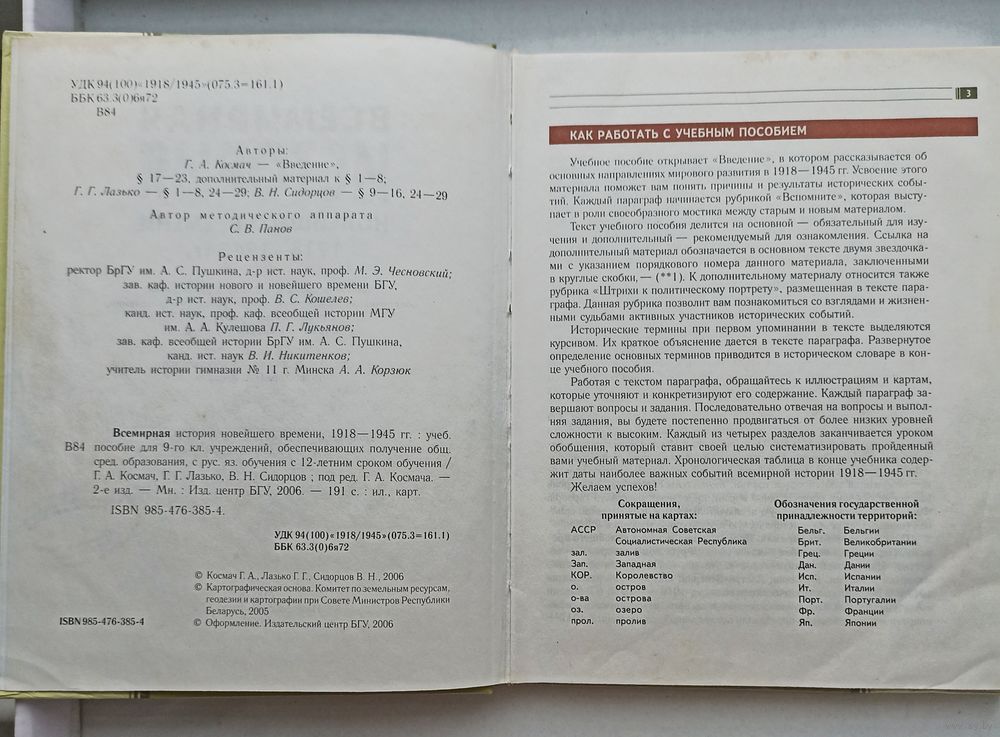 УДК 94(100)«1918/1945»(075.3=161.1)
ББК 63.3(0)6я72
В84
Авторы:
Г. А. Космач — «Введение»,
§ 17—23, дополнительный материал к § 1—8;
Г. Г. Лазько — § 1—8, 24—29; В. Н. Сидорцов — § 9—16, 24—29
Автор методического аппарата
С. В. Панов
Рецензенты:
ректор БрГУ им. А. С. Пушкина, д-р ист. наук, проф. М. Э. Чесновский;
зав. каф. истории нового и новейшего времени БГУ,
д-р ист. наук, проф. В. С. Кошелев;
канд. ист. наук, проф. каф. всеобщей истории МГУ
им. А. А. Кулешова П. Г. Лукьянов;
зав. каф. всеобщей истории БрГУ им. А. С. Пушкина,
канд. ист. наук В. И. Никитенков;
учитель истории гимназии № 11 г. Минска А. А. Корзюк
Всемирная история новейшего времени, 1918—1945 гг. : учеб.
В84 пособие для 9-го кл. учреждений, обеспечивающих получение общ.
сред. образования, с рус. яз. обучения с 12-летним сроком обучения /
Г. А. Космач, Г. Г. Лазько, В. Н. Сидорцов ; под ред. Г. А. Космача. —
2-е изд. — Мн. : Изд. центр БГУ, 2006. — 191 с. : ил., карт.
ISBN 985-476-385-4.
УДК 94(100)«1918/1945»(075.3=161.1)
ББК 63.3(0)6я72
© Космач Г. А., Лазько Г. Г., Сидорцов В. Н., 2006
© Картографическая основа. Комитет по земельным ресурсам,
геодезии и картографии при Совете Министров Республики
Беларусь, 2005
ISBN 985-476-385-4 © Оформление. Издательский центр БГУ, 2006
3
КАК РАБОТАТЬ С УЧЕБНЫМ ПОСОБИЕМ
Учебное пособие открывает «Введение», в котором рассказывается об
основных направлениях мирового развития в 1918—1945 гг. Усвоение этого
материала поможет вам понять причины и результаты исторических собы-
тий. Каждый параграф начинается рубрикой «Вспомните», которая высту-
пает в роли своеобразного мостика между старым и новым материалом.
Текст учебного пособия делится на основной — обязательный для изу-
чения и дополнительный — рекомендуемый для ознакомления. Ссылка на
дополнительный материал обозначается в основном тексте двумя звездочка-
ми с указанием порядкового номера данного материала, заключенными
в круглые скобки,— (**1). К дополнительному материалу относится также
рубрика «Штрихи к политическому портрету», размещенная в тексте пара-
графа. Данная рубрика позволит вам познакомиться со взглядами и жизнен-
ными судьбами активных участников исторических событий.
Исторические термины при первом упоминании в тексте выделяются
курсивом. Их краткое объяснение дается в тексте параграфа. Развернутое
определение основных терминов приводится в историческом словаре в кон-
це учебного пособия.
Работая с текстом параграфа, обращайтесь к иллюстрациям и картам,
которые уточняют и конкретизируют его содержание. Каждый параграф за-
вершают вопросы и задания. Последовательно отвечая на вопросы и выпол-
няя задания, вы будете постепенно продвигаться от более низких уровней
сложности к высоким. Каждый из четырех разделов заканчивается уроком
обобщения, который ставит своей целью систематизировать пройденный
вами учебный материал. Хронологическая таблица в конце учебника содер-
жит даты наиболее важных событий всемирной истории 1918—1945 гг.
Желаем успехов!
Сокращения,
принятые на картах:
АССР Автономная Советская
Социалистическая Республика
зал. залив
Зап. Западная
КОР. Королевство
о. остров
о-ва острова
оз. озеро
прол. пролив
Обозначения государственной
принадлежности территорий:
Бельг. Бельгии
Брит. Великобритании
Грец. Греции
Дан. Дании
Исп. Испании
Ит. Италии
Порт. Португалии
Фр. Франции
Яп. Японии